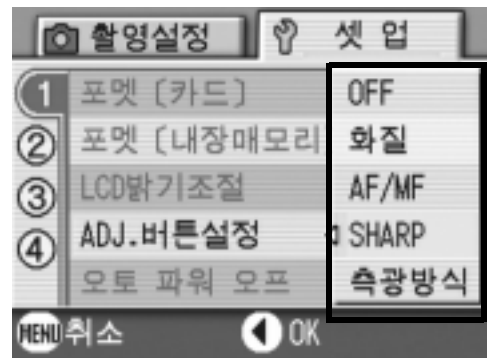 촬영설정 셋 업
1 포멧 [카드] OFF
② 포멧 [내장매모리 화질
③ LCD밝기조절 AF/MF
④ ADJ.버튼설정 SHARP
오토 파워 오프 측광방식
MENU 취소 OK